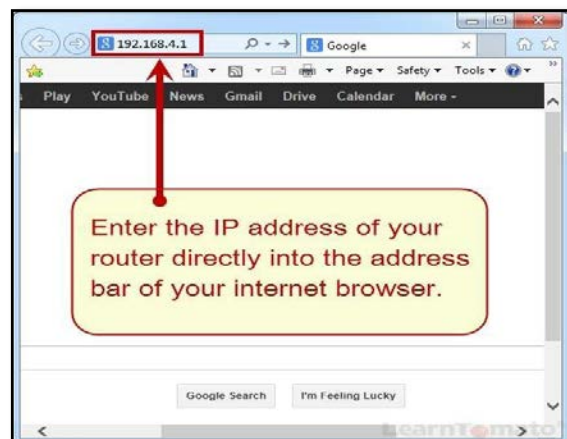 192.168.4.1
Google
Page Safety Tools
Play YouTube News Gmail Drive Calendar More
Enter the IP address of your
router directly into the address
bar of your internet browser.
Google Search I'm Feeling Lucky
LearnTomato